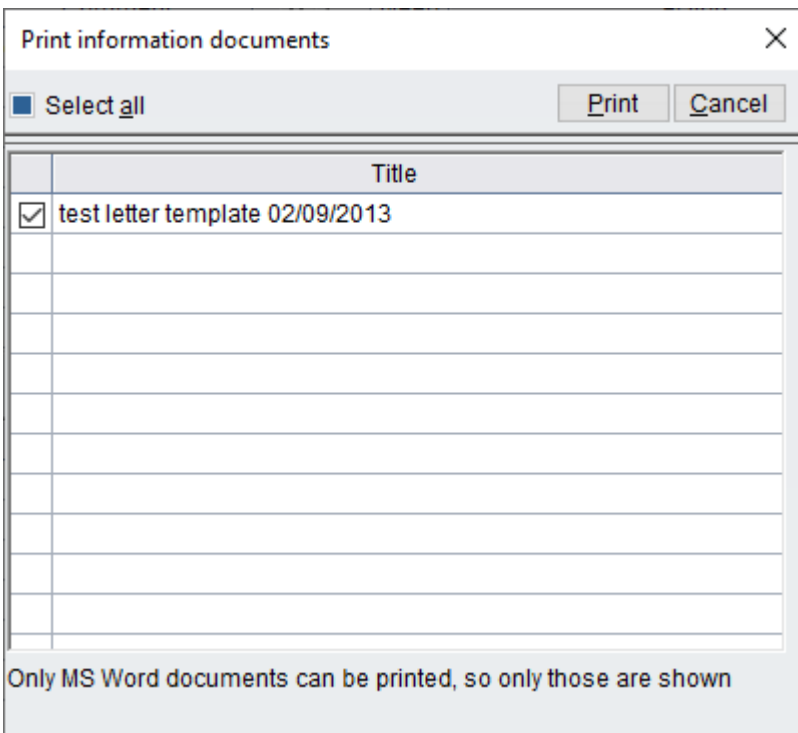 Print information documents
Select all
Print
Cancel
Title
test letter template 02/09/2013
Only MS Word documents can be printed, so only those are shown